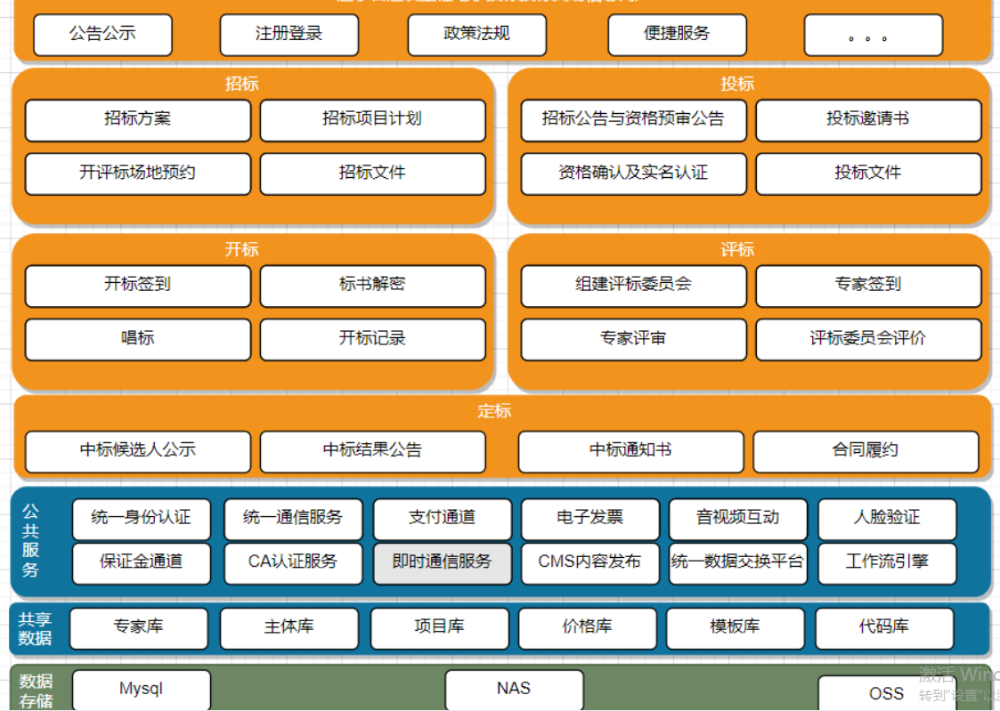 公告公示
注册登录
政策法规
便捷服务
。。。
招标
招标方案
招标项目计划
开评标场地预约
招标文件
投标
招标公告与资格预审公告
投标邀请书
资格确认及实名认证
投标文件
开标
开标签到
标书解密
唱标
开标记录
评标
组建评标委员会
专家签到
专家评审
评标委员会评价
定标
中标候选人公示
中标结果公告
中标通知书
合同履约
公共服务
统一身份认证
统一通信服务
支付通道
电子发票
音视频互动
人脸验证
保证金通道
CA认证服务
即时通信服务
CMS内容发布
统一数据交换平台
工作流引擎
共享
数据
专家库
主体库
项目库
价格库
模板库
代码库
数据
存储
Mysql
NAS
OSS
激活 Winc
转到"设置"以